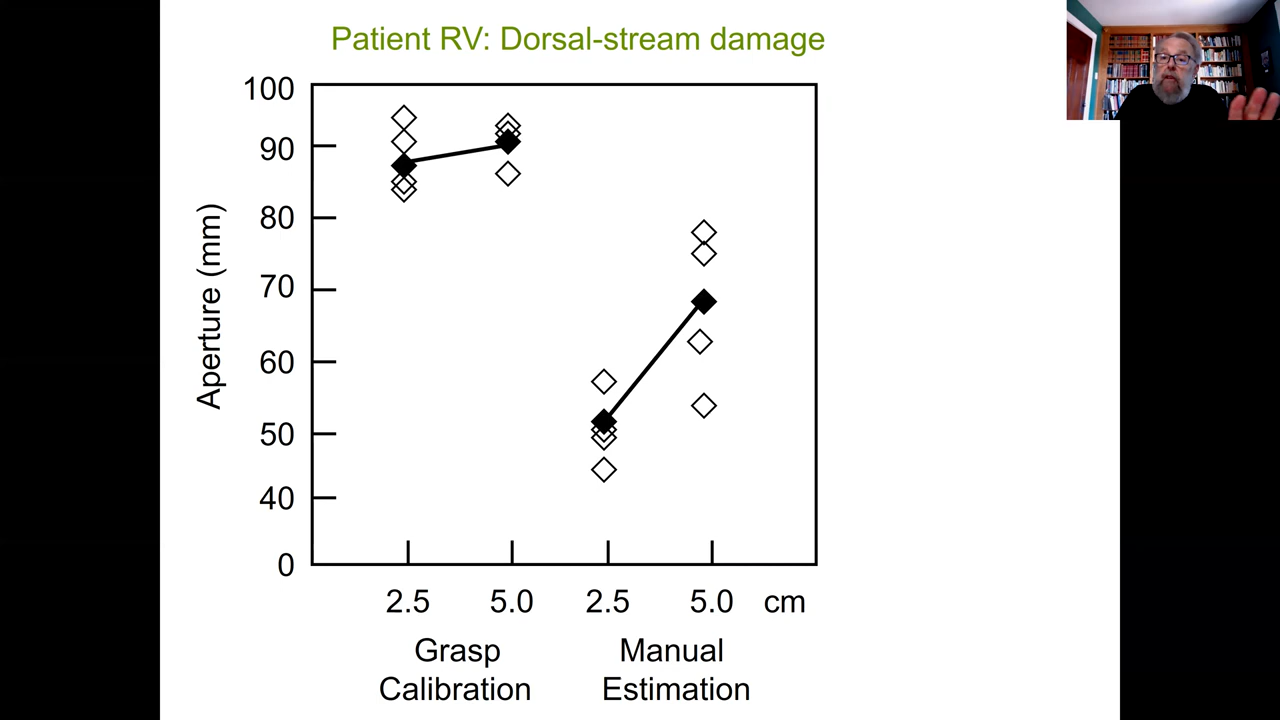 Patient RV: Dorsal-stream damage
100
90
80
70
60
50
40
0
Aperture (mm)
2.5 5.0 2.5 5.0 cm
Grasp Manual
Calibration Estimation